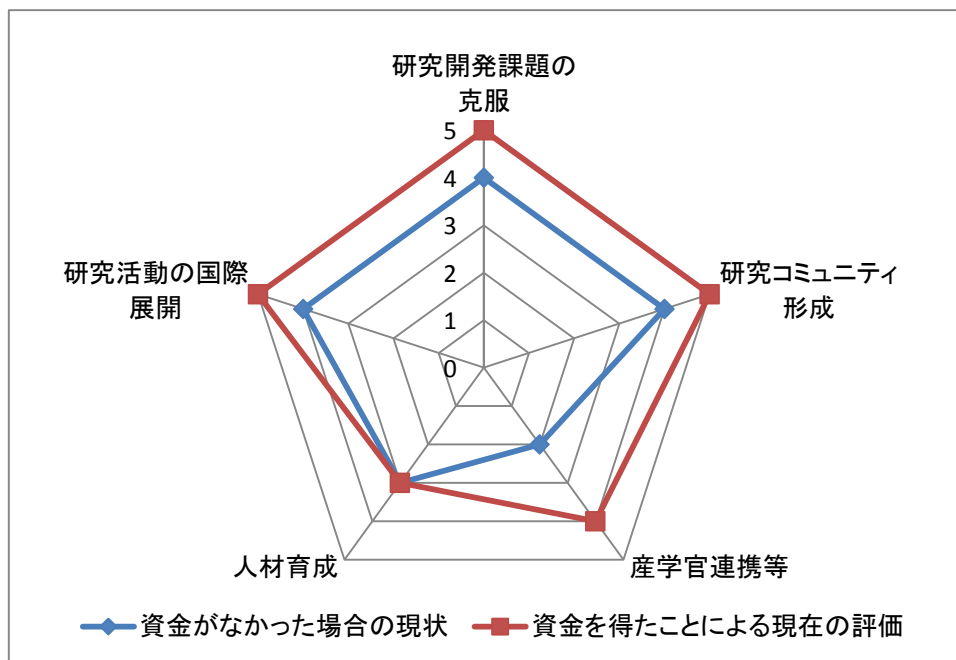 研究開発課題の
克服
5
4
3
2
1
0
研究コミュニティ
形成
産学官連携等
人材育成
研究活動の国際
展開
資金がなかった場合の現状 資金を得たことによる現在の評価